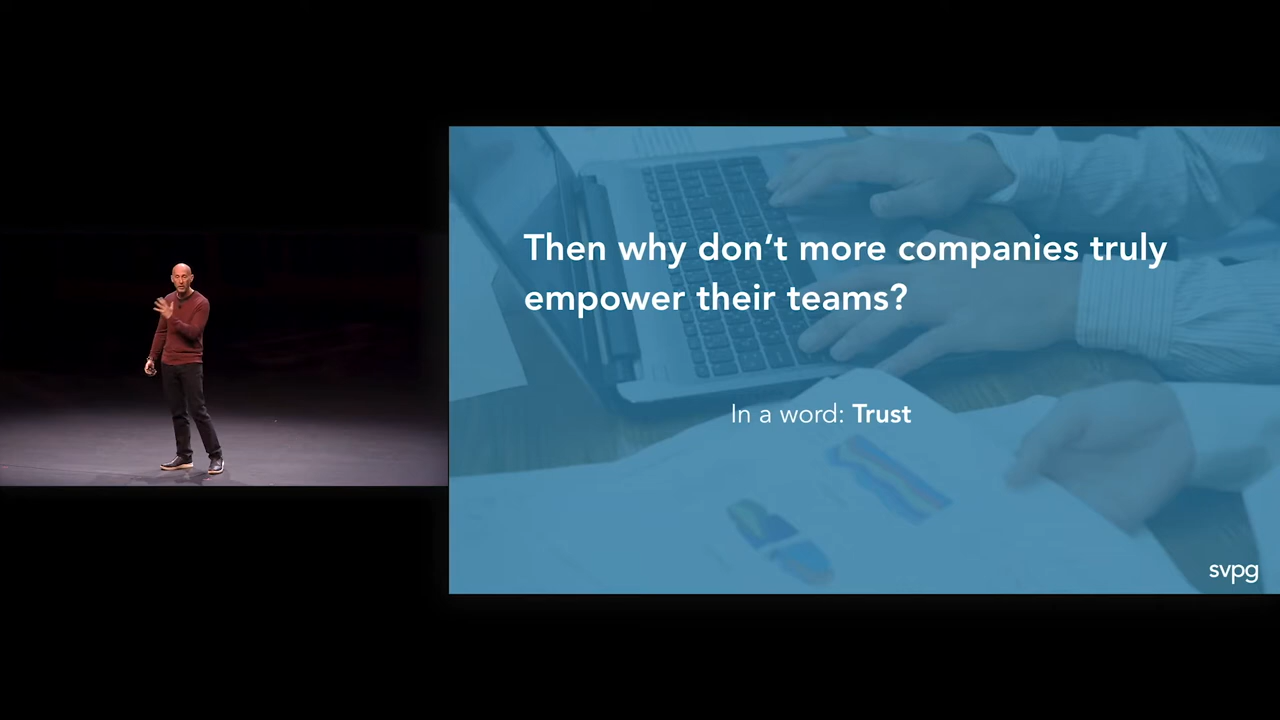 Then why don’t more companies truly
empower their teams?
In a word: Trust
svpg